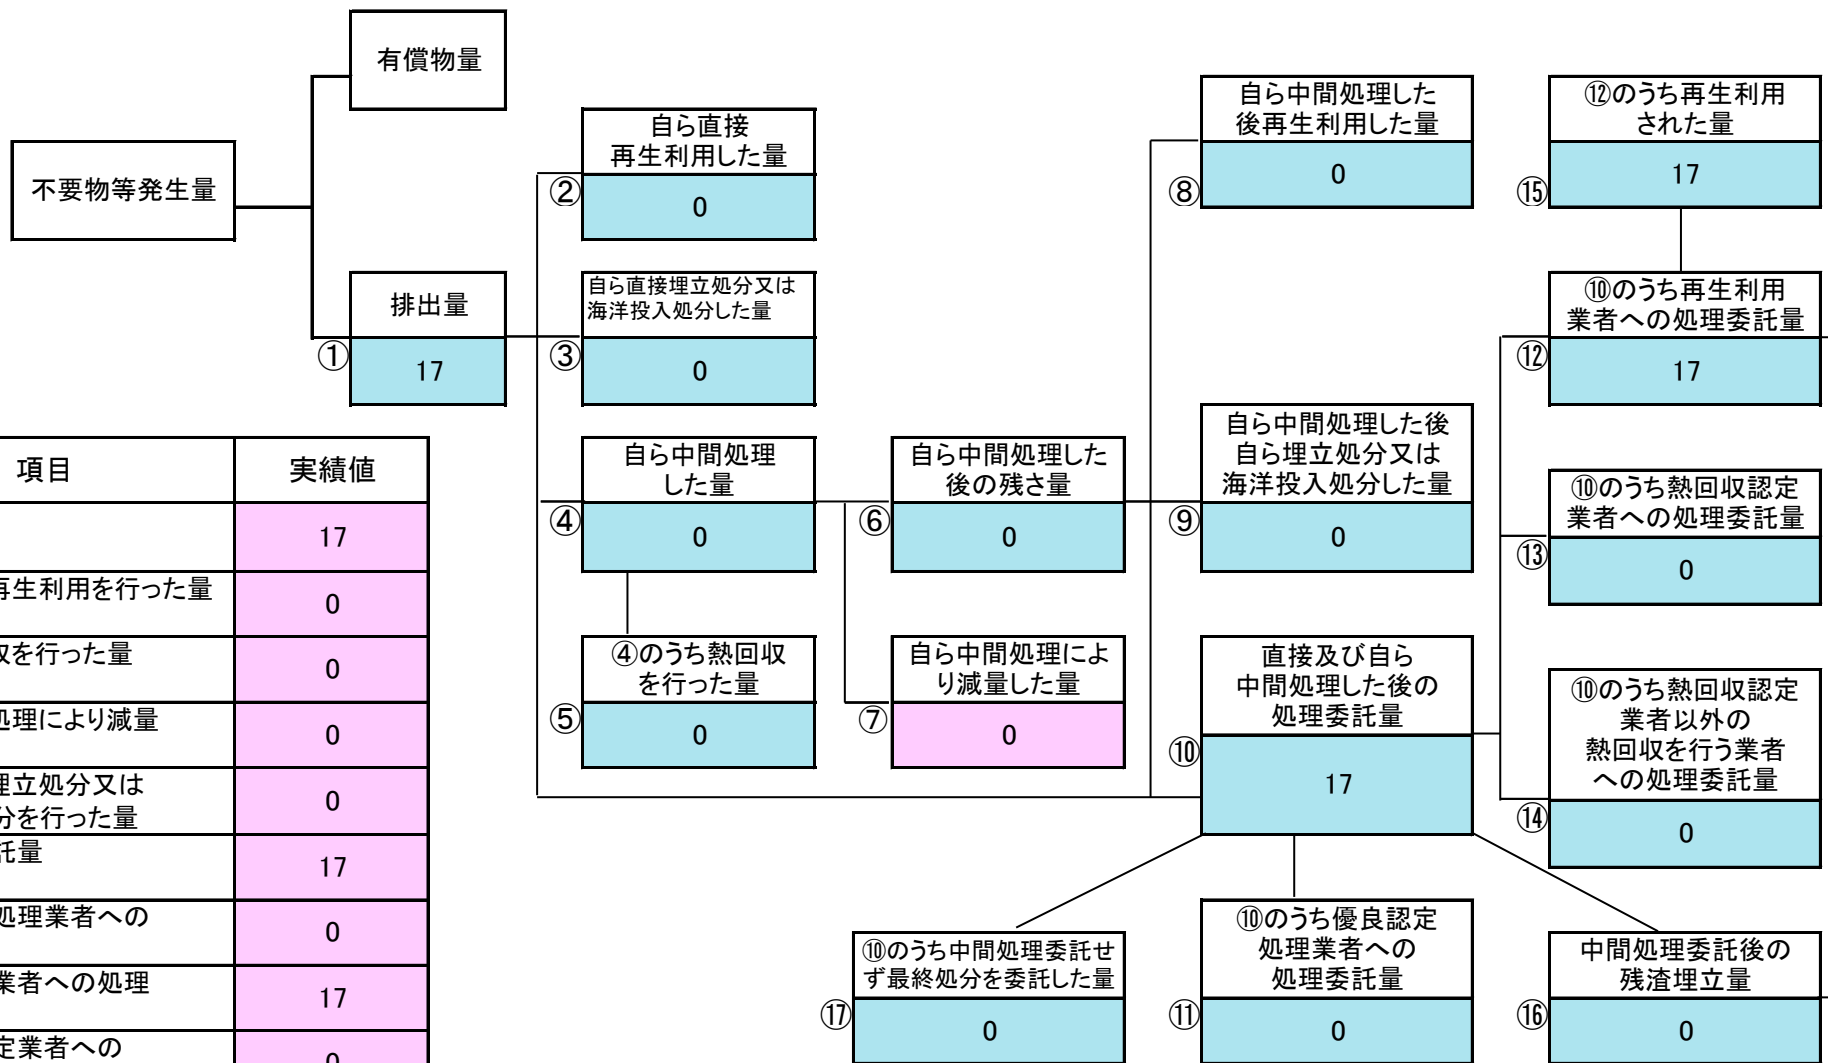 有償物量
不要物等発生量
排出量
①
17
自ら直接
再生利用した量
②
0
自ら直接埋立処分又は
海洋投入処分した量
③
0
自ら中間処理
した量
④
0
④のうち熱回収
を行った量
⑤
0
自ら中間処理した
後の残さ量
⑥
0
自ら中間処理によ
り減量した量
⑦
0
自ら中間処理した
後再生利用した量
⑧
0
自ら中間処理した後
自ら埋立処分又は
海洋投入処分した量
⑨
0
直接及び自ら
中間処理した後の
処理委託量
⑩
17
⑫のうち再生利用
された量
⑮
17
⑩のうち再生利用
業者への処理委託量
⑫
17
⑩のうち熱回収認定
業者への処理委託量
⑬
0
⑩のうち熱回収認定
業者以外の
熱回収を行う業者
への処理委託量
⑭
0
⑩のうち中間処理委託せ
ず最終処分を委託した量
⑰
0
⑩のうち優良認定
処理業者への
処理委託量
⑪
0
中間処理委託後の
残渣埋立量
⑯
0
項目
実績値
17
再生利用を行った量
0
収を行った量
0
処理により減量
0
埋立処分又は
分を行った量
0
託量
17
処理業者への
0
業者への処理
17
定業者への
0